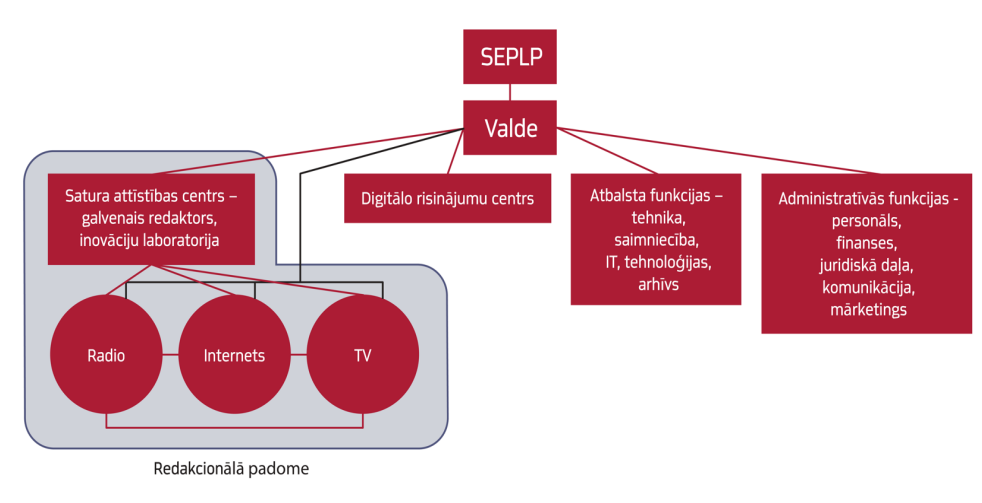 SEPLP
Valde
Satura attīstības centrs –
galvenais redaktors,
inovāciju laboratorija
Digitālo risinājumu centrs
Atbalsta funkcijas –
tehnika,
saimniecība,
IT, tehnoloģijas,
arhīvs
Administratīvās funkcijas -
personāls,
finanses,
juridiskā daļa,
komunikācija,
mārketings
Radio
Internets
TV
Redakcionālā padome